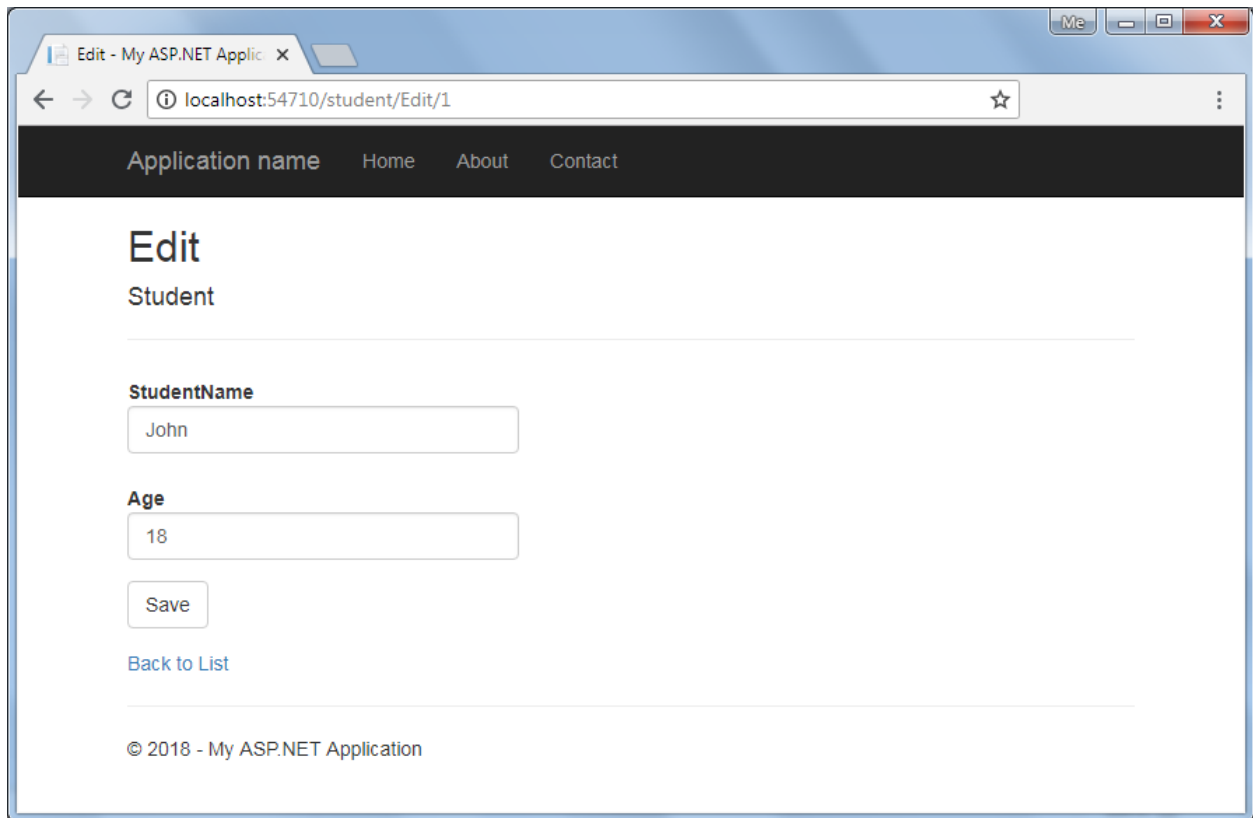 Me
Edit - My ASP.NET Applic
localhost:54710/student/Edit/1
Application name Home About Contact
Edit
Student
StudentName
John
Age
18
Save
Back to List
© 2018 - My ASP.NET Application